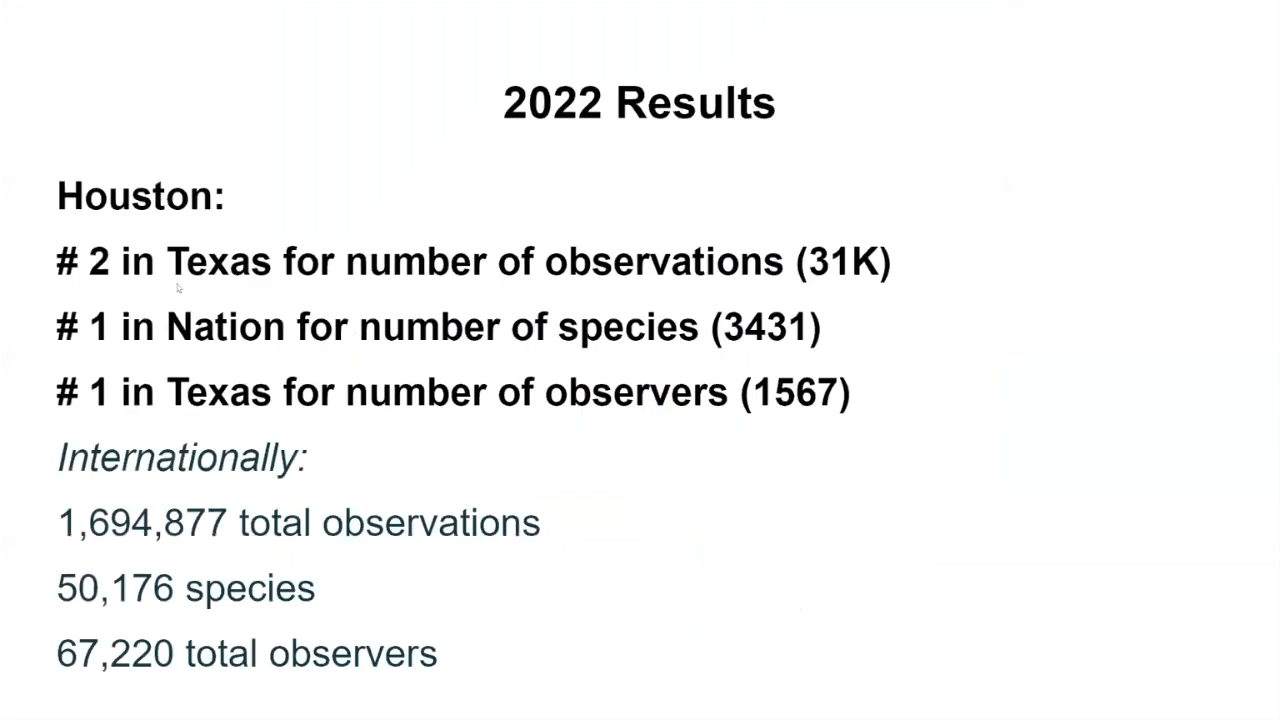 2022 Results
Houston:
# 2 in Texas for number of observations (31K)
# 1 in Nation for number of species (3431)
# 1 in Texas for number of observers (1567)
Internationally:
1,694,877 total observations
50,176 species
67,220 total observers